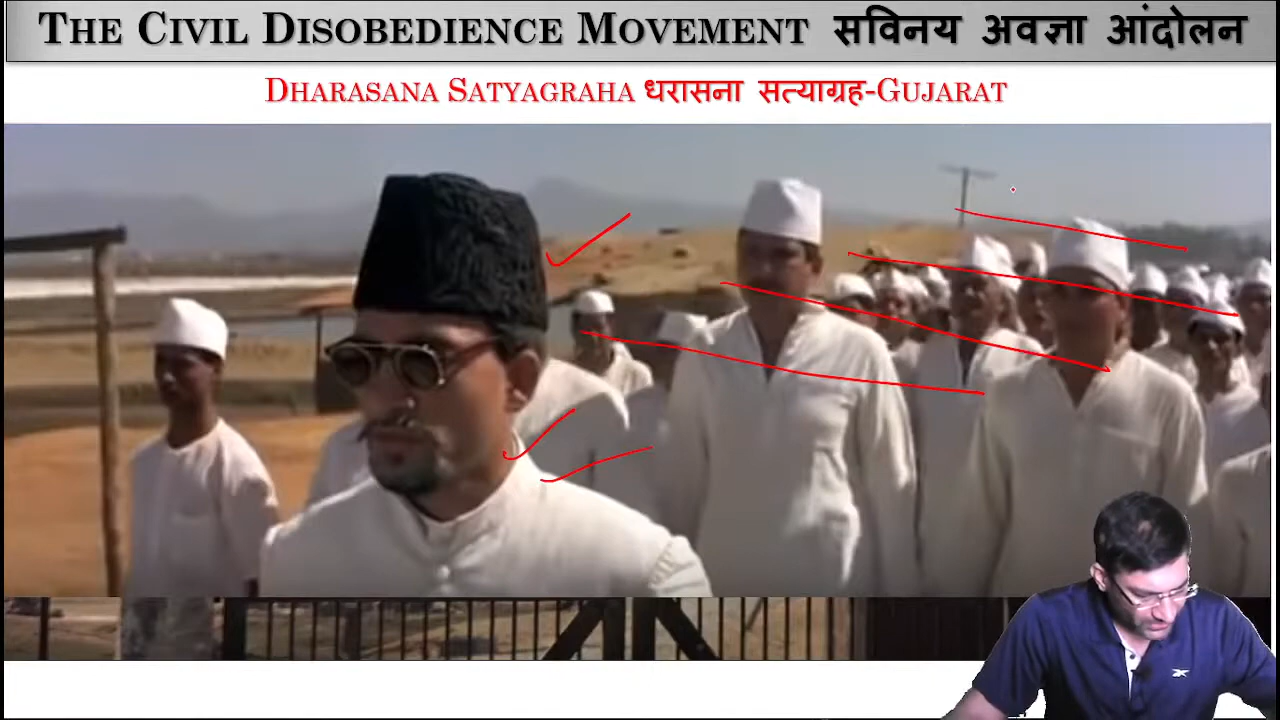 THE CIVIL DISOBEDIENCE MOVEMENT सविनय अवज्ञा आंदोलन
DHARASANA SATYAGRAHA धरासना सत्याग्रह-GUJARAT